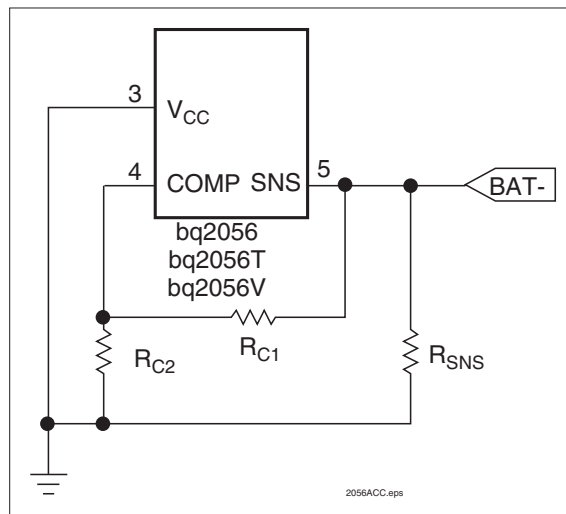 3
V_CC
4
COMP SNS
5
BAT-
bq2056
bq2056T
bq2056V
R_C1
R_C2
R_SNS
2056ACC.eps